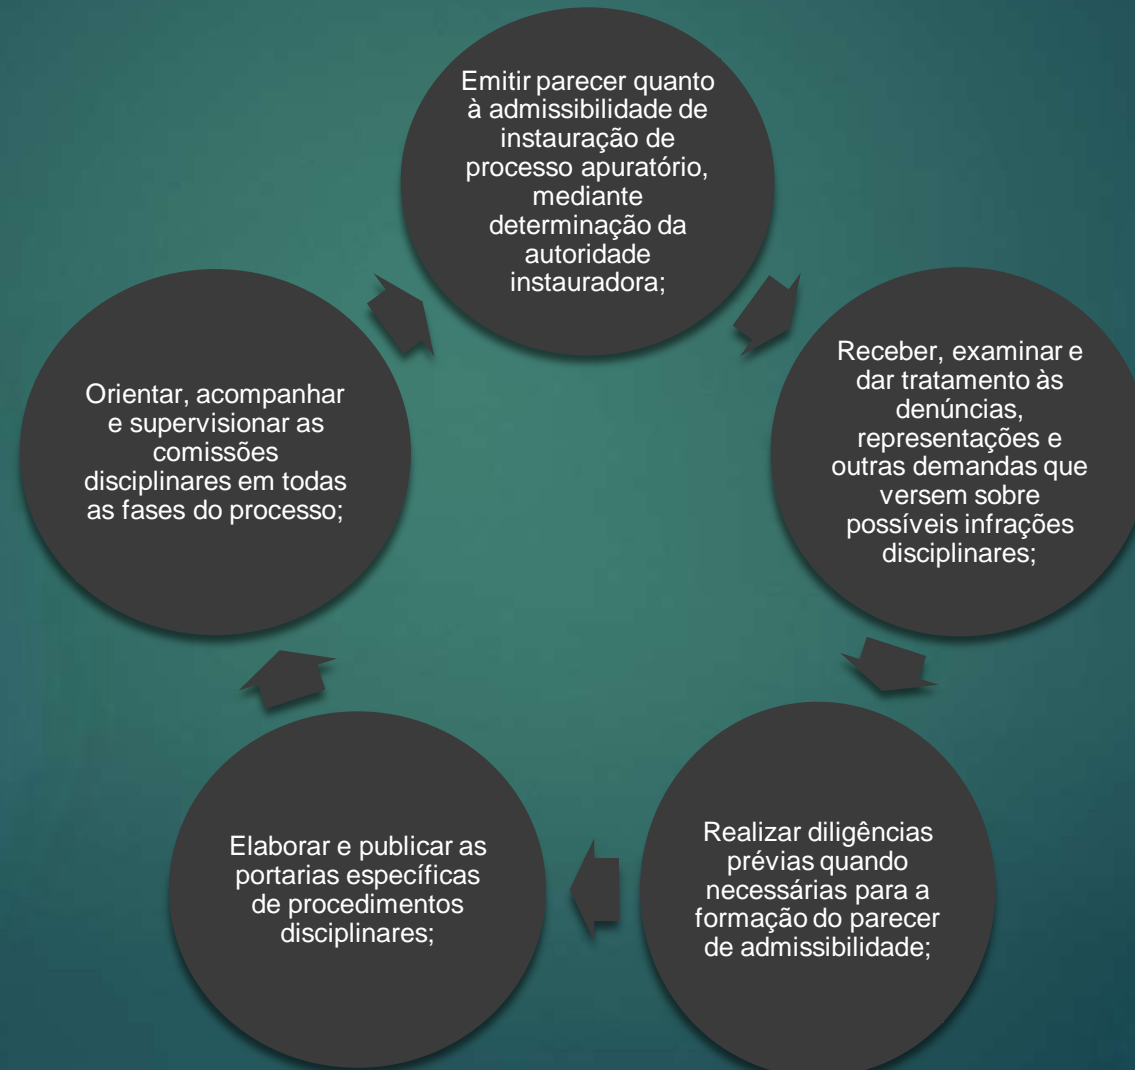 Emitir parecer quanto
à admissibilidade de
instauração de
processo apuratório,
mediante
determinação da
autoridade
instauradora;
Receber, examinar e
dar tratamento às
denúncias,
representações e
outras demandas que
versem sobre
possíveis infrações
disciplinares;
Realizar diligências
prévias quando
necessárias para a
formação do parecer
de admissibilidade;
Elaborar e publicar as
portarias específicas
de procedimentos
disciplinares;
Orientar, acompanhar
e supervisionar as
comissões
disciplinares em todas
as fases do processo;